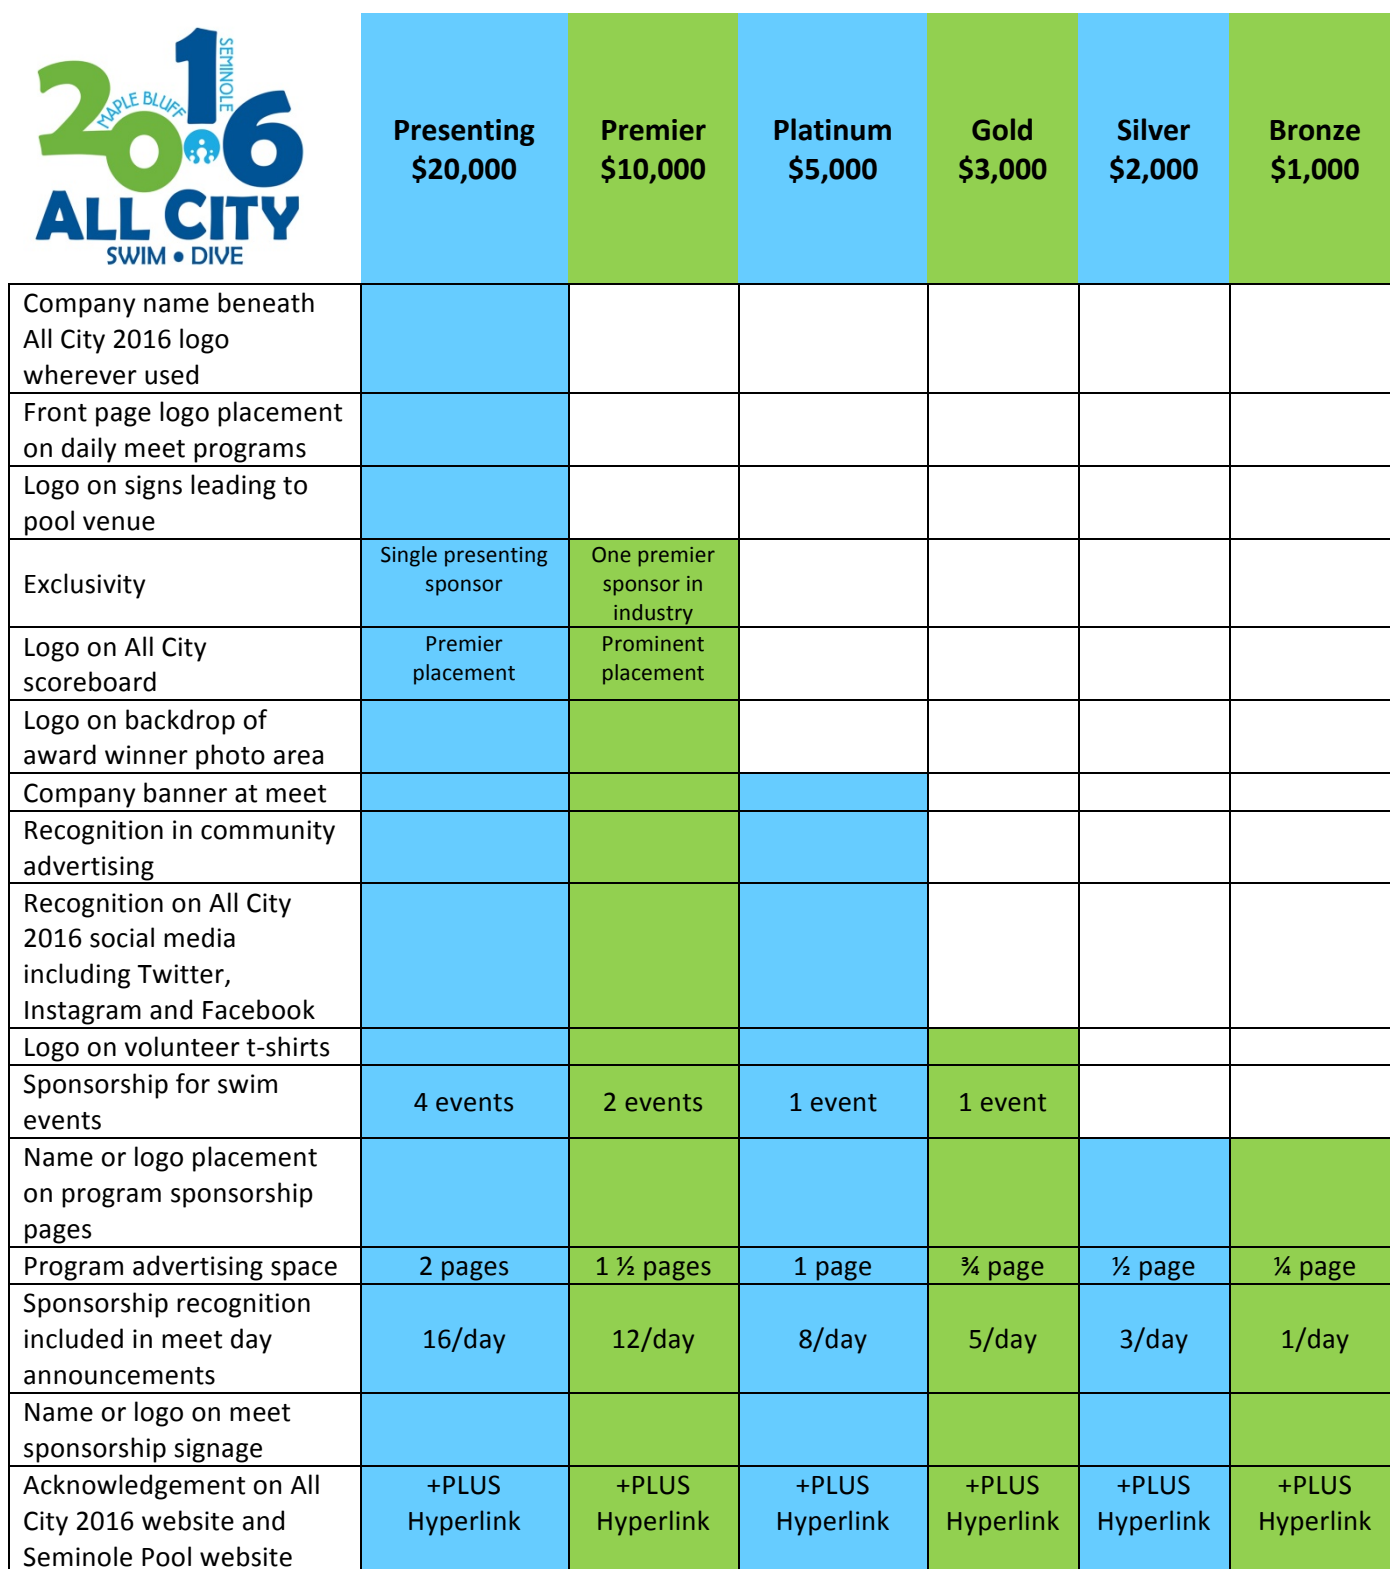 2016
MAPLE BLUFF
SEMINOLE
ALL CITY
SWIM • DIVE
Presenting $20,000
Premier $10,000
Platinum $5,000
Gold $3,000
Silver $2,000
Bronze $1,000
Company name beneath
All City 2016 logo
wherever used
Front page logo placement
on daily meet programs
Logo on signs leading to
pool venue
Exclusivity
Single presenting
sponsor
One premier
sponsor in
industry
Logo on All City
scoreboard
Premier
placement
Prominent
placement
Logo on backdrop of
award winner photo area
Company banner at meet
Recognition in community
advertising
Recognition on All City
2016 social media
including Twitter,
Instagram and Facebook
Logo on volunteer t-shirts
Sponsorship for swim
events
4 events
2 events
1 event
1 event
Name or logo placement
on program sponsorship
pages
Program advertising space
2 pages
1 ½ pages
1 page
¾ page
½ page
¼ page
Sponsorship recognition
included in meet day
announcements
16/day
12/day
8/day
5/day
3/day
1/day
Name or logo on meet
sponsorship signage
Acknowledgement on All
City 2016 website and
Seminole Pool website
+PLUS
Hyperlink
+PLUS
Hyperlink
+PLUS
Hyperlink
+PLUS
Hyperlink
+PLUS
Hyperlink
+PLUS
Hyperlink